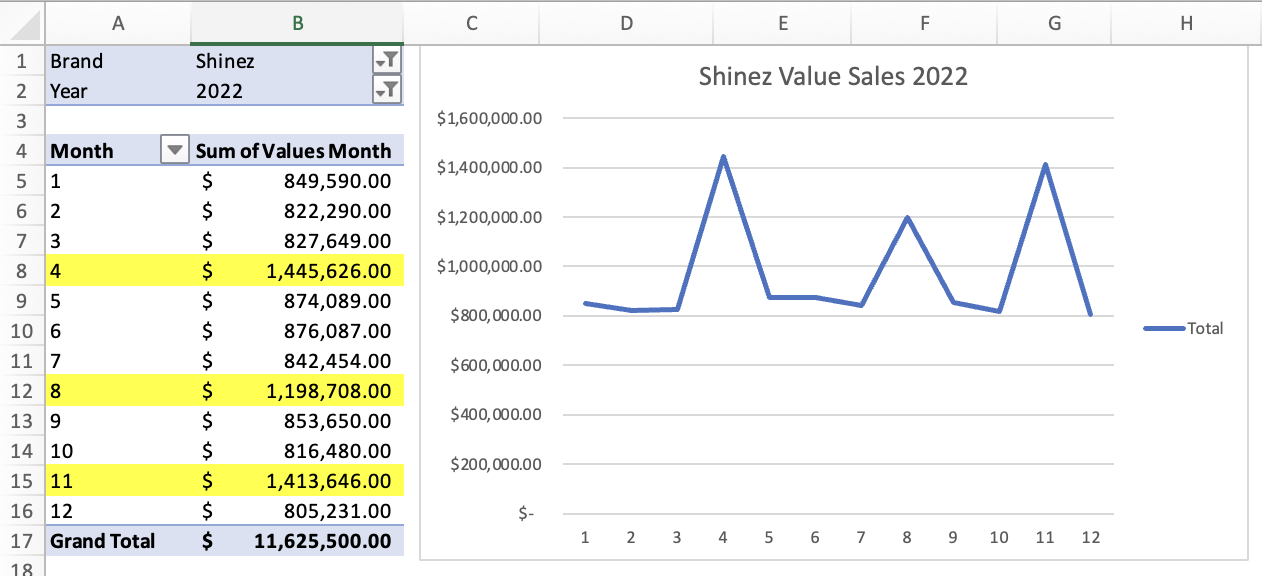 A B C D E F G H
1 Brand Shinez
2 Year 2022
3
4 Month Sum of Values Month
5 1 $ 849,590.00
6 2 $ 822,290.00
7 3 $ 827,649.00
8 4 $ 1,445,626.00
9 5 $ 874,089.00
10 6 $ 876,087.00
11 7 $ 842,454.00
12 8 $ 1,198,708.00
13 9 $ 853,650.00
14 10 $ 816,480.00
15 11 $ 1,413,646.00
16 12 $ 805,231.00
17 Grand Total $ 11,625,500.00
18
Shinez Value Sales 2022
$1,600,000.00
$1,400,000.00
$1,200,000.00
$1,000,000.00
$800,000.00
$600,000.00
$400,000.00
$200,000.00
$-
1 2 3 4 5 6 7 8 9 10 11 12
Total